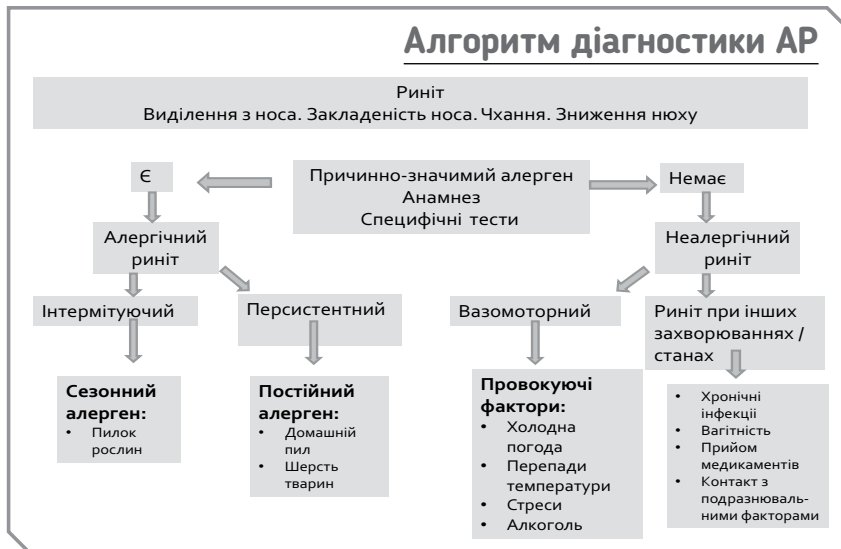 Алгоритм діагностики АР
Риніт
Виділення з носа. Закладеність носа. Чхання. Зниження нюху
Є
Причинно-значимий алерген
Анамнез
Специфічні тести
Немає
Алергічний
риніт
Неалергічний
риніт
Інтермітуючий
Персистентний
Вазомоторний
Риніт при інших
захворюваннях /
станах
Сезонний
алерген:
• Пилок
рослин
Постійний
алерген:
• Домашній
пил
• Шерсть
тварин
Провокуючі
фактори:
• Холодна
погода
• Перепади
температури
• Стреси
• Алкоголь
• Хронічні
інфекції
• Вагітність
• Прийом
медикаментів
• Контакт з
подразнюваль-
ними факторами